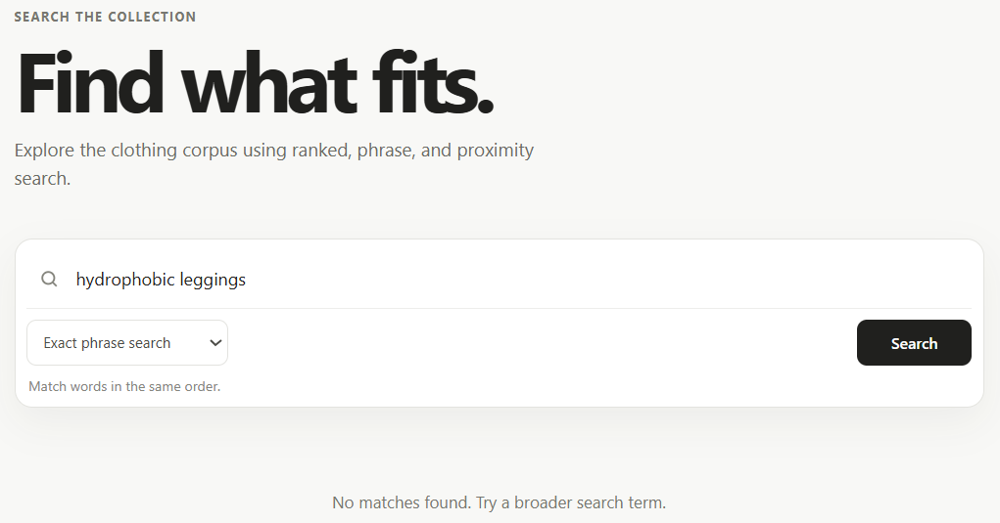 SEARCH THE COLLECTION
Find what fits.
Explore the clothing corpus using ranked, phrase, and proximity
search.
hydrophobic leggings
Exact phrase search
Search
Match words in the same order.
No matches found. Try a broader search term.